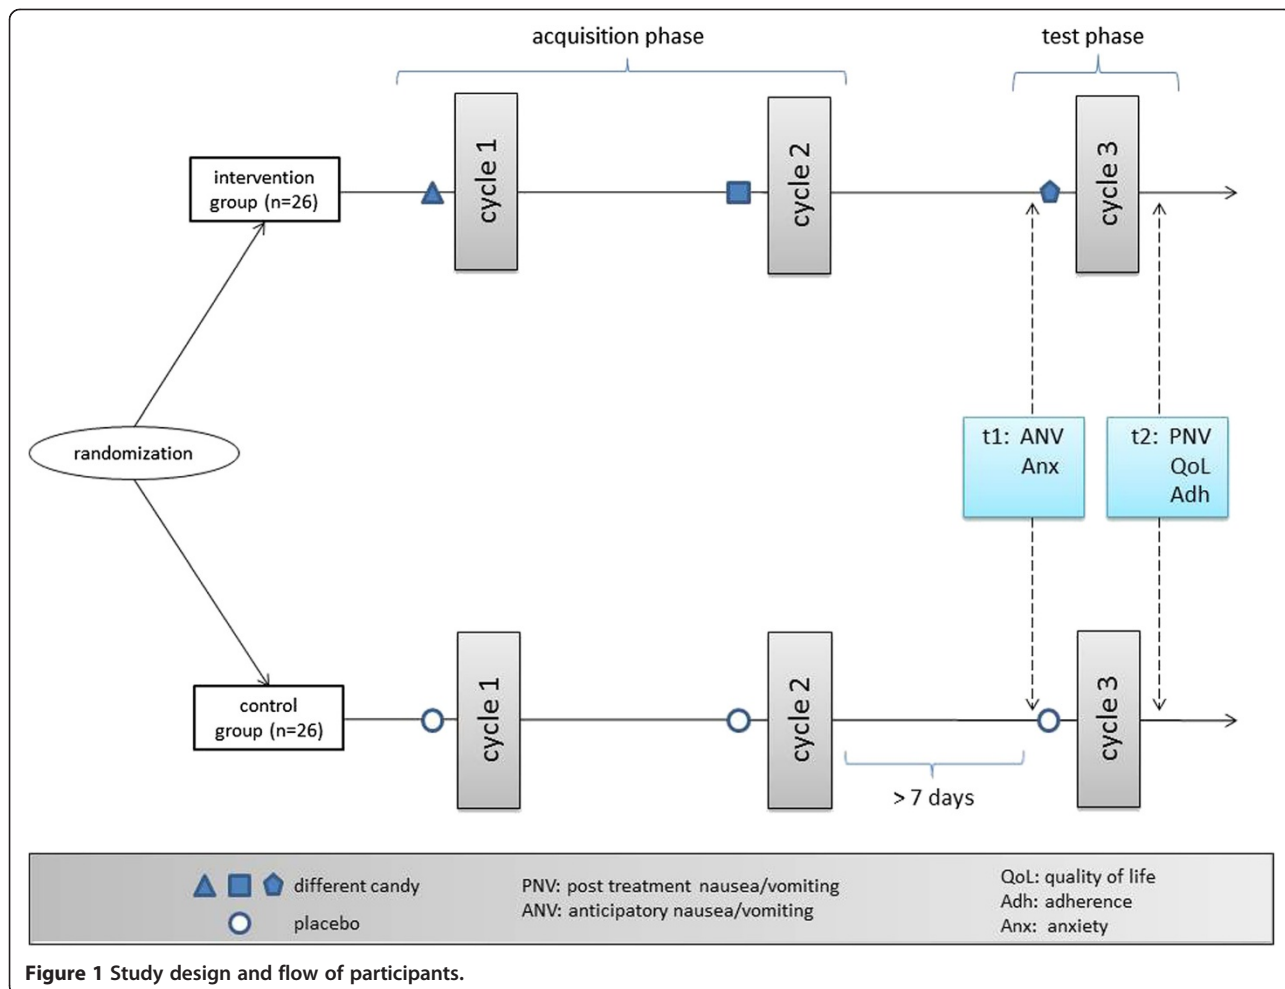 acquisition phase
test phase
cycle 1
cycle 2
cycle 3
intervention
group (n=26)
randomization
t1: ANV
Anx
t2: PNV
QoL
Adh
control
group (n=26)
cycle 1
cycle 2
cycle 3
> 7 days
different candy
placebo
PNV: post treatment nausea/vomiting
ANV: anticipatory nausea/vomiting
QoL: quality of life
Adh: adherence
Anx: anxiety
Figure 1 Study design and flow of participants.